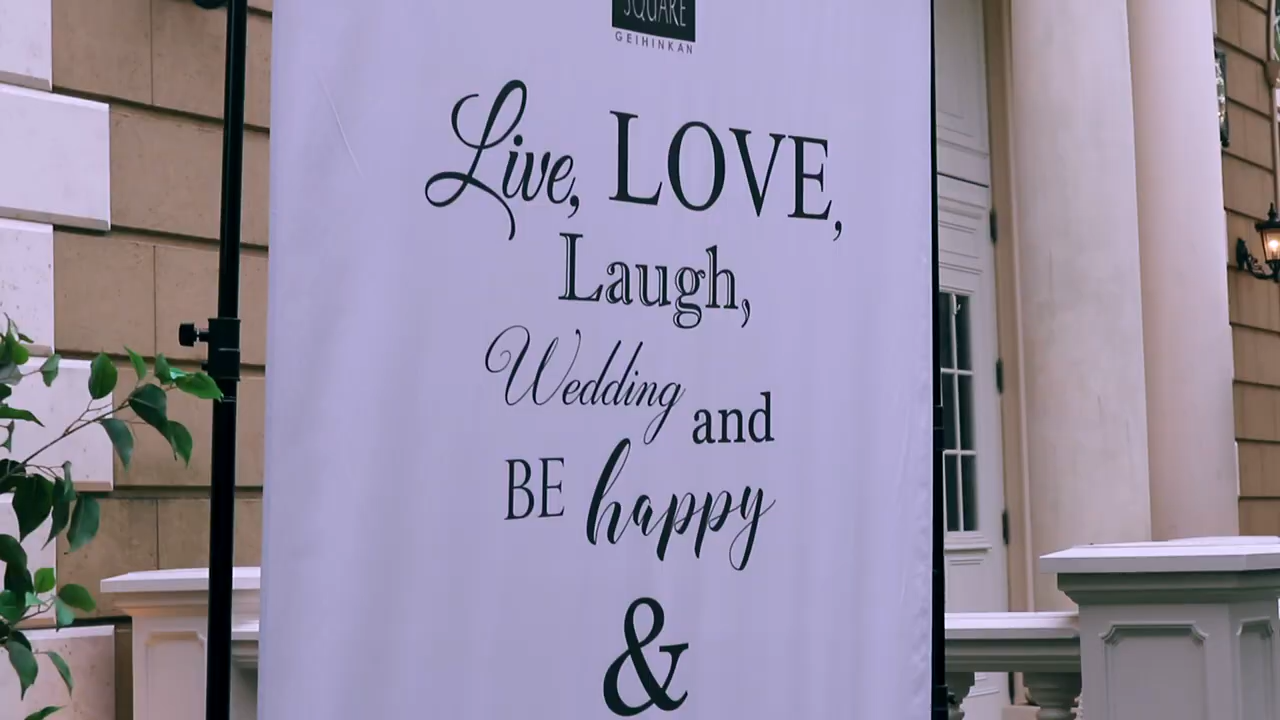 SQUARE
GEIHINKAN
Live, LOVE,
Laugh,
Wedding and
BE happy
&